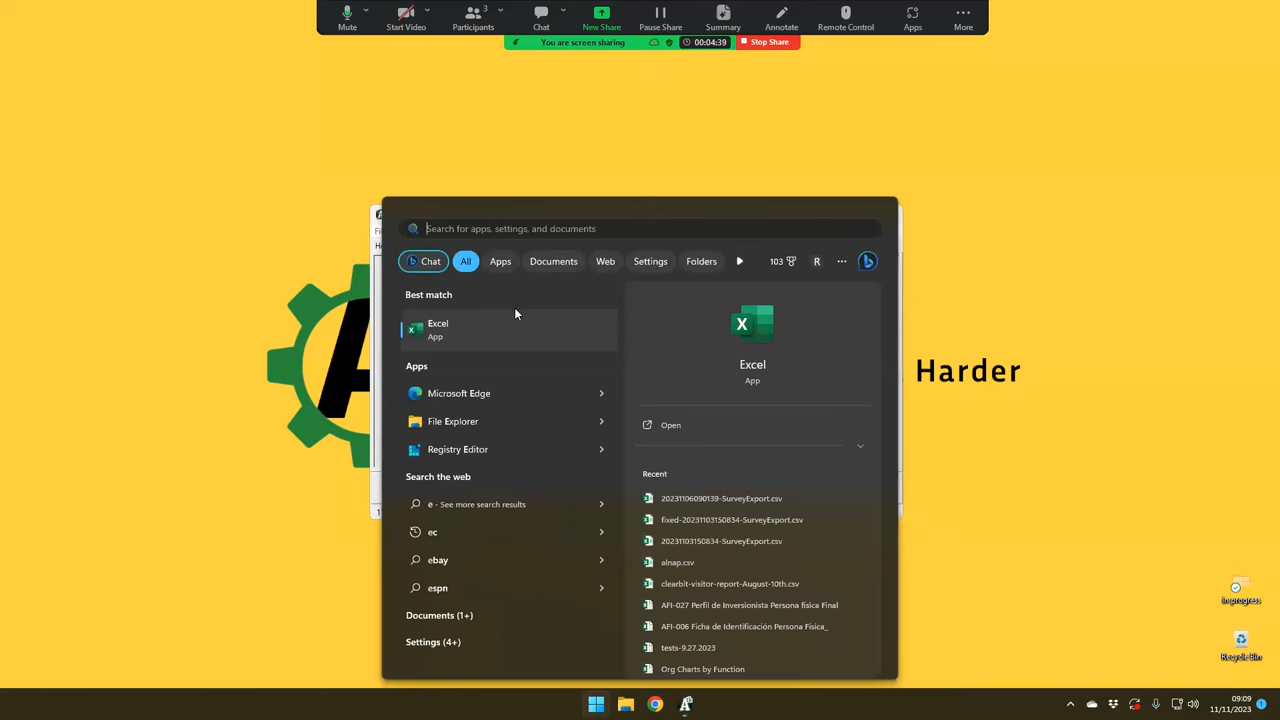 Mute
Start Video
Participants
3
Chat
New Share
Pause Share
Summary
Annotate
Remote Control
Apps
More
You are screen sharing
00:04:39
Stop Share
Search for apps, settings, and documents
Chat
All
Apps
Documents
Web
Settings
Folders
103
R
Best match
Excel
App
Apps
Microsoft Edge
File Explorer
Registry Editor
Search the web
e - See more search results
ec
ebay
espn
Documents (1+)
Settings (4+)
Excel
App
Open
Recent
20231106090139-SurveyExport.csv
fixed-20231103150834-SurveyExport.csv
20231103150834-SurveyExport.csv
alnap.csv
clearbit-visitor-report-August-10th.csv
AFI-027 Perfil de Inversionista Persona física Final
AFI-006 Ficha de Identificación Persona Física_
tests-9.27.2023
Org Charts by Function
Harder
In progress
Recycle Bin
09:09
11/11/2023
1